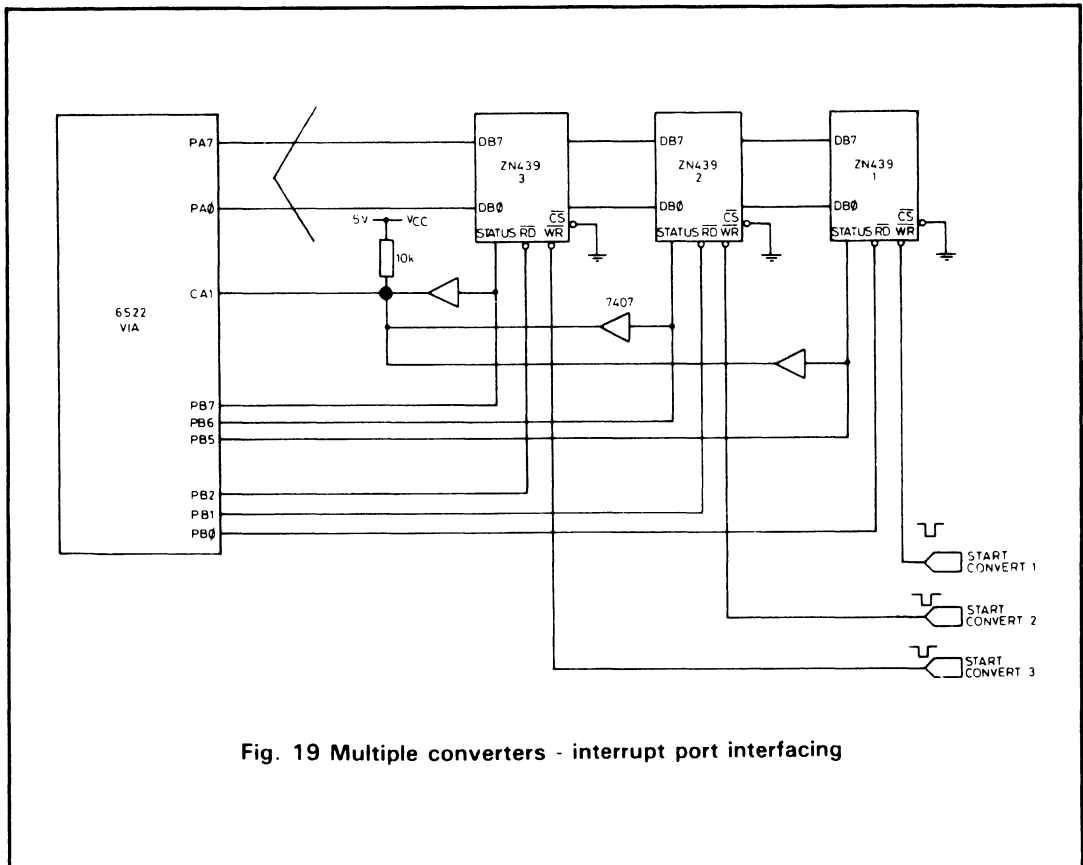 PA7
PAØ
CA1
6522
VIA
PB7
PB6
PB5
PB2
PB1
PBØ
5V
VCC
10k
DB7
ZN439
3
DBØ
CS
STATUS RD WR
DB7
ZN439
2
DBØ
CS
STATUS RD WR
DB7
ZN439
1
DBØ
CS
STATUS RD WR
7407
START
CONVERT 1
START
CONVERT 2
START
CONVERT 3
Fig. 19 Multiple converters - interrupt port interfacing